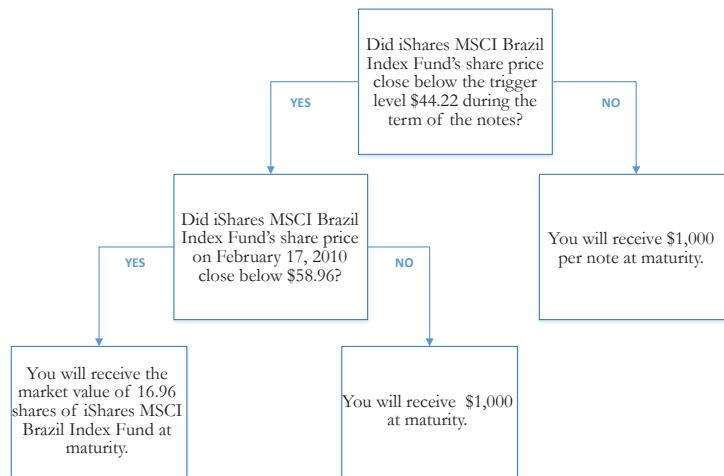 Did iShares MSCI Brazil
Index Fund's share price
close below the trigger
level $44.22 during the
term of the notes?
YES
NO
Did iShares MSCI Brazil
Index Fund's share price
on February 17, 2010
close below $58.96?
You will receive $1,000
per note at maturity.
YES
NO
You will receive the
market value of 16.96
shares of iShares MSCI
Brazil Index Fund at
maturity.
You will receive $1,000
at maturity.